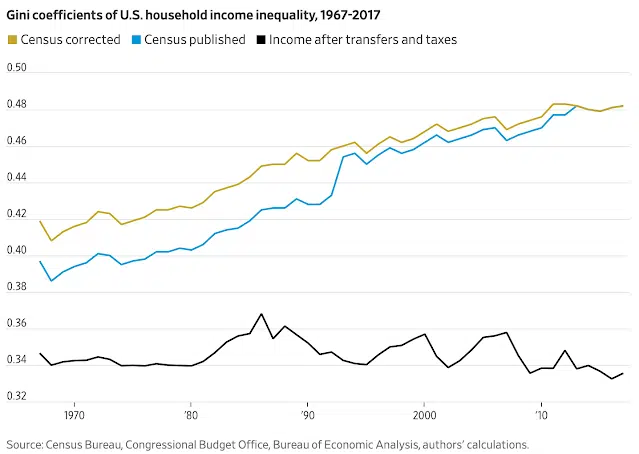 Gini coefficients of U.S. household income inequality, 1967-2017
Census corrected Census published Income after transfers and taxes
0.50
0.48
0.46
0.44
0.42
0.40
0.38
0.36
0.34
0.32
1970 '80 '90 2000 '10
Source: Census Bureau, Congressional Budget Office, Bureau of Economic Analysis, authors' calculations.